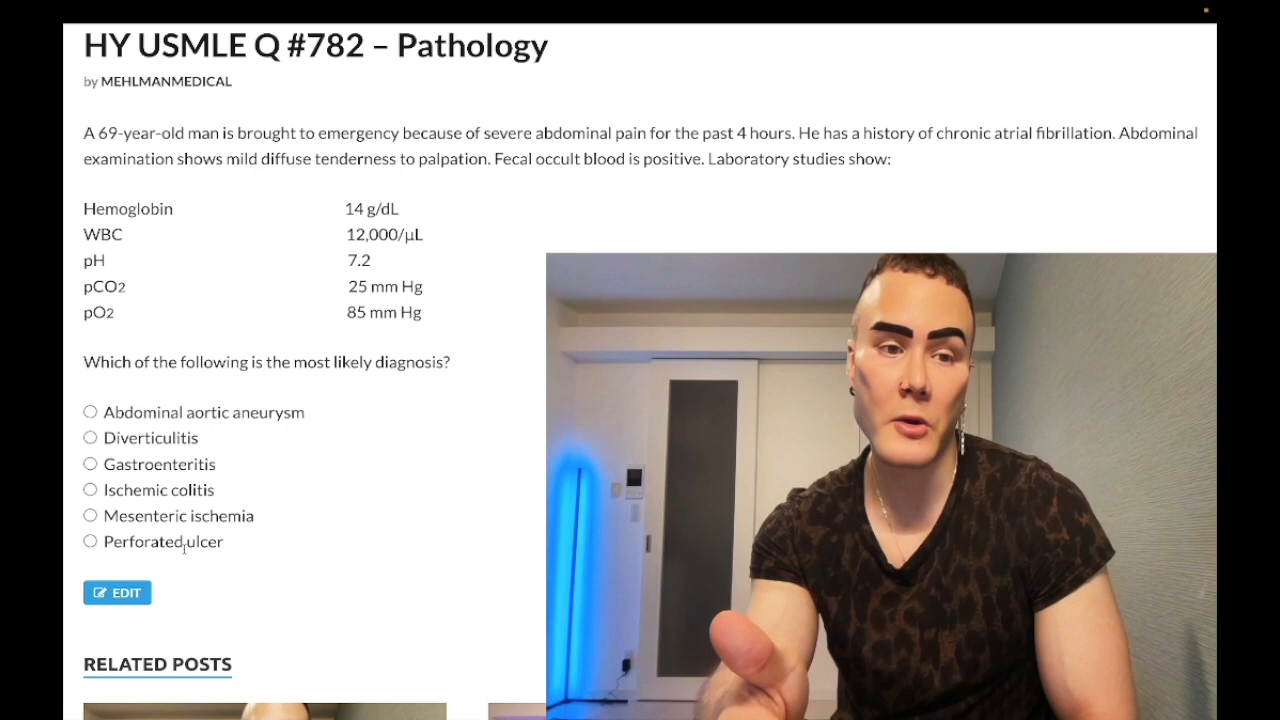 HY USMLE Q #782 – Pathology
by MEHLMANMEDICAL
A 69-year-old man is brought to emergency because of severe abdominal pain for the past 4 hours. He has a history of chronic atrial fibrillation. Abdominal
examination shows mild diffuse tenderness to palpation. Fecal occult blood is positive. Laboratory studies show:
Hemoglobin 14 g/dL
WBC 12,000/μL
pH 7.2
pCO2 25 mm Hg
pO2 85 mm Hg
Which of the following is the most likely diagnosis?
Abdominal aortic aneurysm
Diverticulitis
Gastroenteritis
Ischemic colitis
Mesenteric ischemia
Perforated ulcer
EDIT
RELATED POSTS